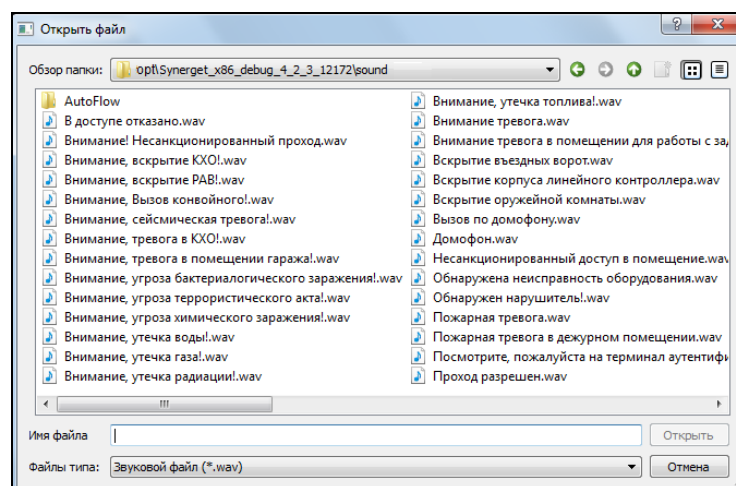 Открыть файл
Обзор папки: opt\Synerget_x86_debug_4_2_3_12172\sound
AutoFlow
В доступе отказано.wav
Внимание! Несанкционированный проход.wav
Внимание, вскрытие КХО!.wav
Внимание, вскрытие РАВ!.wav
Внимание, Вызов конвойного!.wav
Внимание, сейсмическая тревога!.wav
Внимание, тревога в КХО!.wav
Внимание, тревога в помещении гаража!.wav
Внимание, угроза бактериалогического заражения!.wav
Внимание, угроза террористического акта!.wav
Внимание, угроза химического заражения!.wav
Внимание, утечка воды!.wav
Внимание, утечка газа!.wav
Внимание, утечка радиации!.wav
Внимание, утечка топлива!.wav
Внимание тревога.wav
Внимание тревога в помещении для работы с за
Вскрытие въездных ворот.wav
Вскрытие корпуса линейного контроллера.wav
Вскрытие оружейной комнаты.wav
Вызов по домофону.wav
Домофон.wav
Несанкционированный доступ в помещение.wav
Обнаружена неисправность оборудования.wav
Обнаружен нарушитель!.wav
Пожарная тревога.wav
Пожарная тревога в дежурном помещении.wav
Посмотрите, пожалуйста на терминал аутентифи
Проход разрешен.wav
Имя файла
Открыть
Файлы типа: Звуковой файл (*.wav)
Отмена